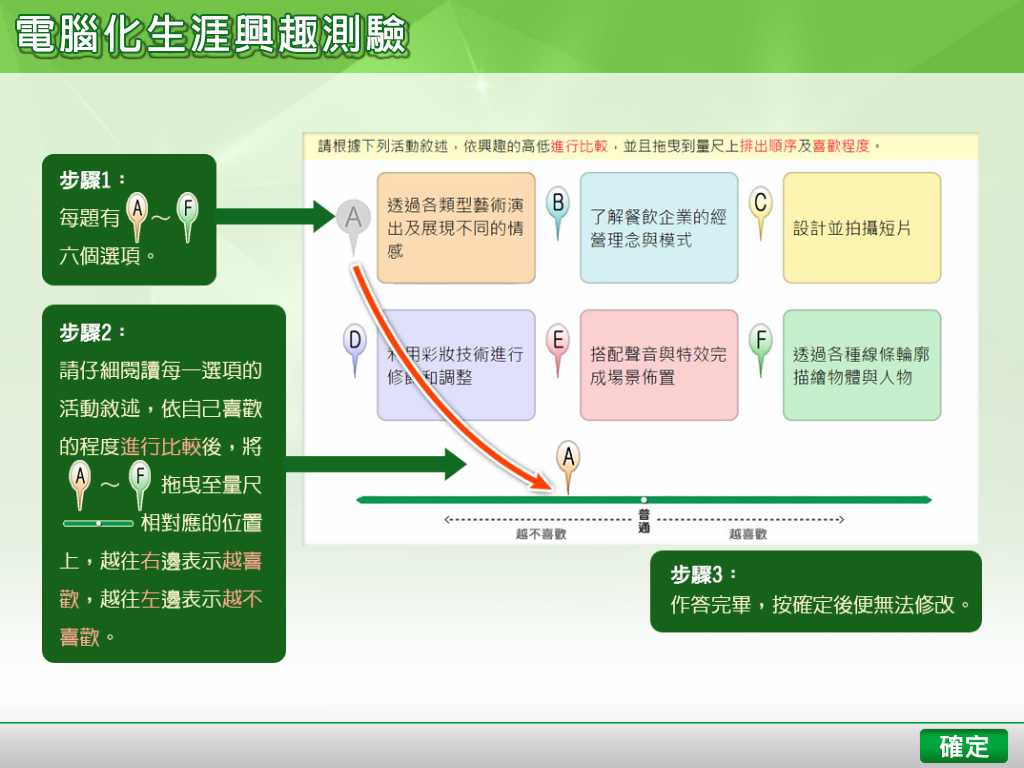 電腦化生涯興趣測驗
步驟1：
每題有 A ～ F
六個選項。
步驟2：
請仔細閱讀每一選項的
活動敘述，依自己喜歡
的程度進行比較後，將
A ～ F 拖曳至量尺
相對應的位置
上，越往右邊表示越喜
歡，越往左邊表示越不
喜歡。
請根據下列活動敘述，依興趣的高低進行比較，並且拖曳到量尺上排出順序及喜歡程度。
A
透過各類型藝術演
出及展現不同的情
感
B
了解餐飲企業的經
營理念與模式
C
設計並拍攝短片
D
利用彩妝技術進行
修飾和調整
E
搭配聲音與特效完
成場景佈置
F
透過各種線條輪廓
描繪物體與人物
A
普通
越不喜歡
越喜歡
步驟3：
作答完畢，按確定後便無法修改。
確定